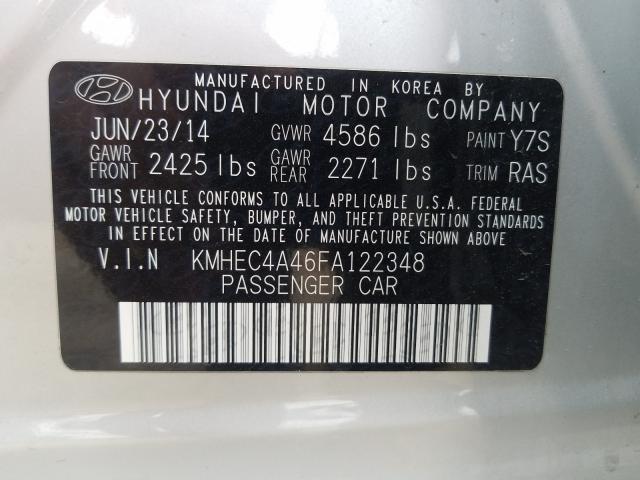 MANUFACTURED IN KOREA BY
HYUNDAI MOTOR COMPANY
JUN/23/14 GVWR 4586 lbs PAINT Y7S
GAWR FRONT 2425 lbs GAWR REAR 2271 lbs TRIM RAS
THIS VEHICLE CONFORMS TO ALL APPLICABLE U.S.A. FEDERAL
MOTOR VEHICLE SAFETY, BUMPER, AND THEFT PREVENTION STANDARDS
IN EFFECT ON THE DATE OF MANUFACTURE SHOWN ABOVE
V.I.N KMHEC4A46FA122348
PASSENGER CAR